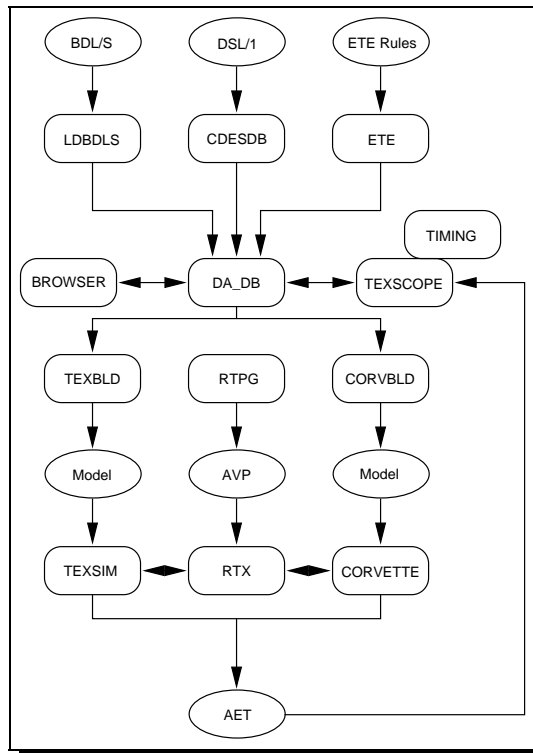 BDL/S
DSL/1
ETE Rules
LDBDLS
CDESDB
ETE
TIMING
BROWSER
DA_DB
TEXSCOPE
TEXBLD
RTPG
CORVBLD
Model
AVP
Model
TEXSIM
RTX
CORVETTE
AET